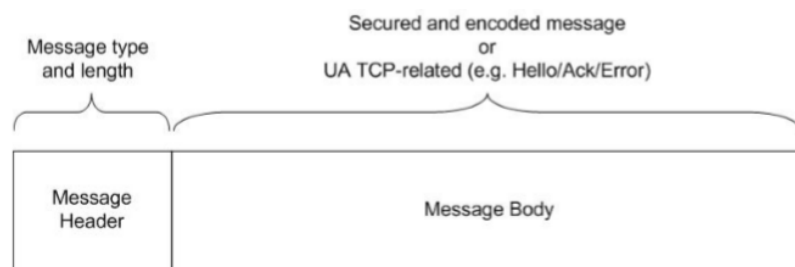 Secured and encoded message
or
UA TCP-related (e.g. Hello/Ack/Error)
Message type
and length
Message
Header
Message Body